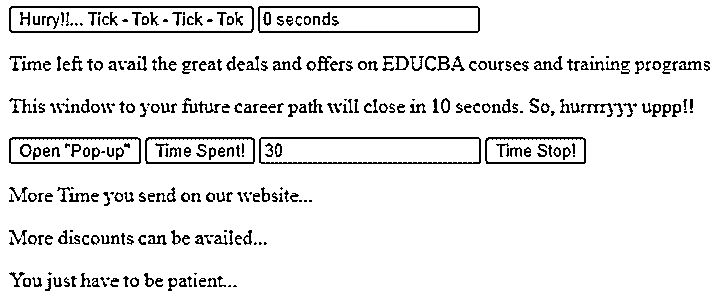 Hurry!!... Tick - Tok - Tick - Tok 0 seconds
Time left to avail the great deals and offers on EDUCBA courses and training programs
This window to your future career path will close in 10 seconds. So, hurrrryyy uppp!!
Open "Pop-up" Time Spent! 30 Time Stop!
More Time you send on our website...
More discounts can be availed...
You just have to be patient...